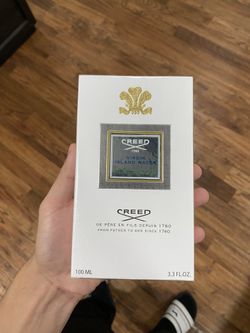 CREED
1760
VIRGIN
ISLAND WATER
CREED
DE PÈRE EN FILS DEPUIS 1760
FROM FATHER TO SON SINCE 1760
100 ML
3.3 FL.OZ.